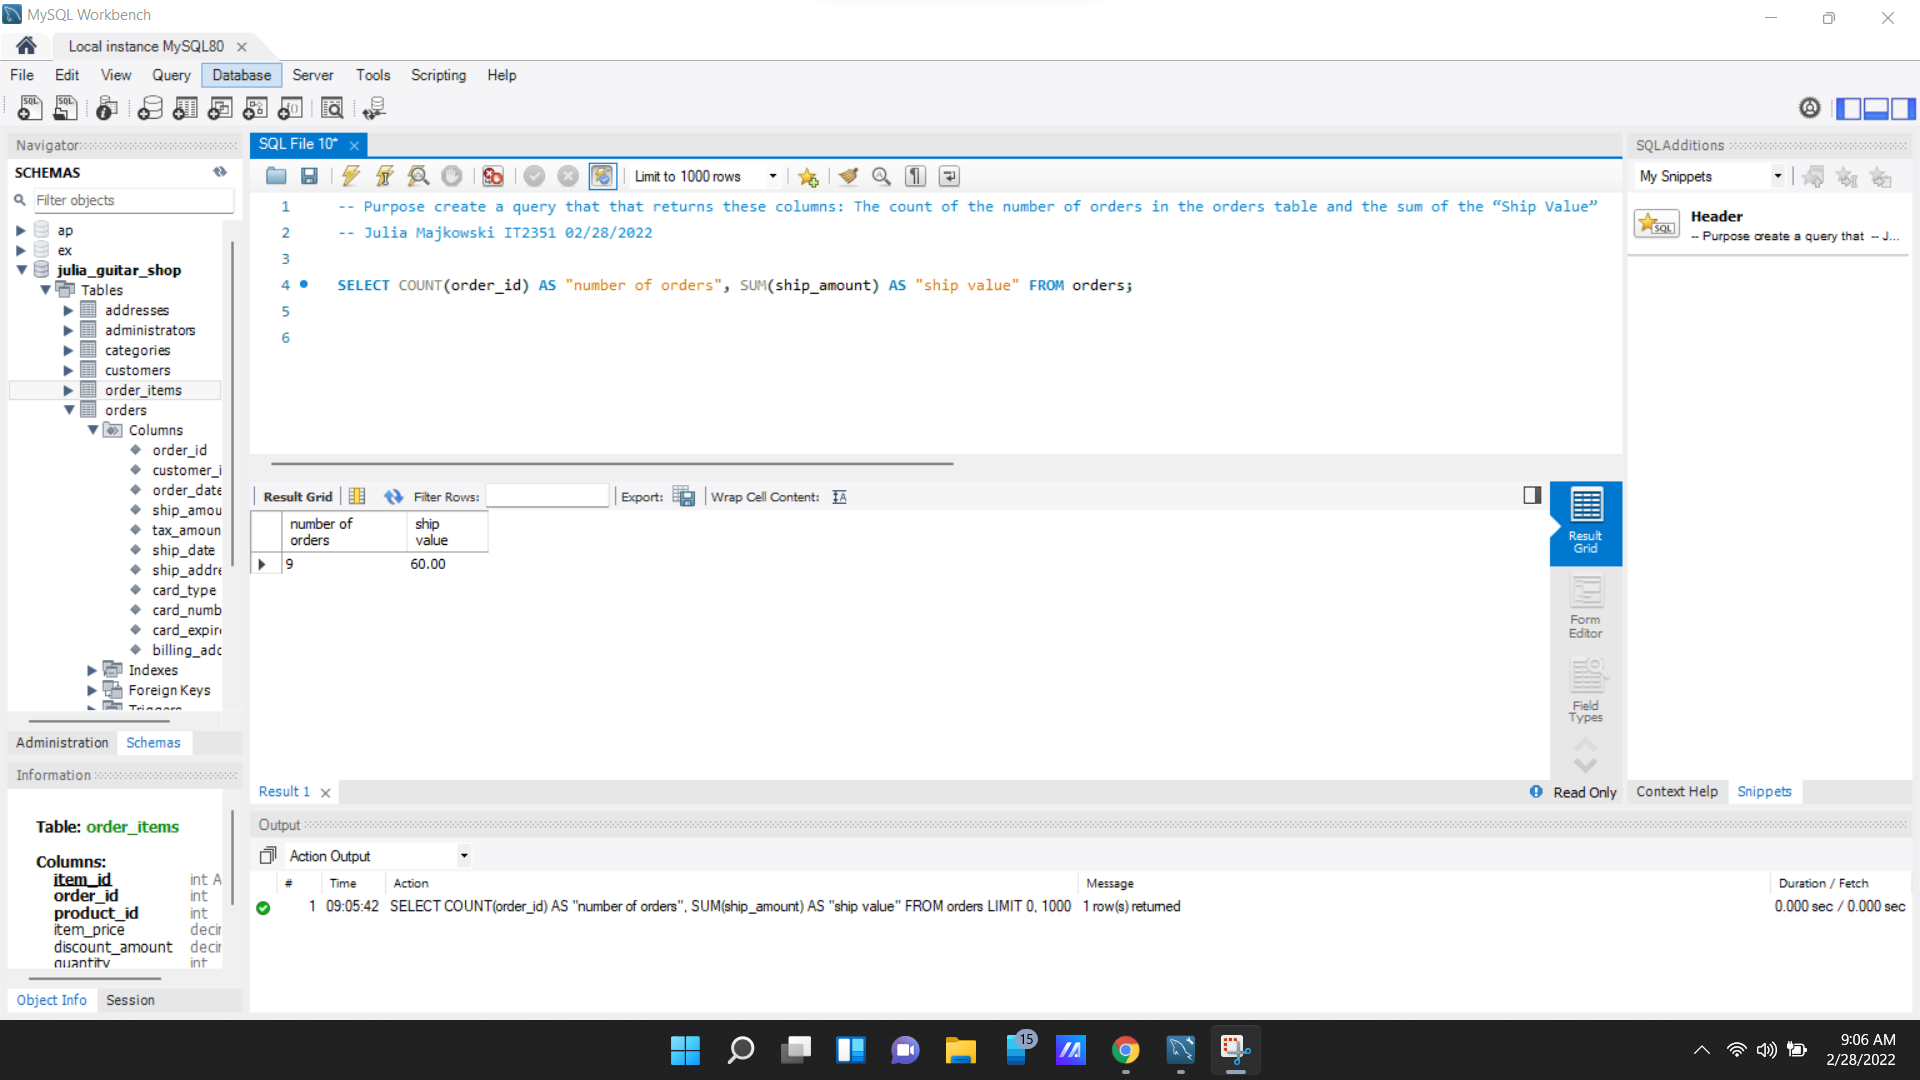 MySQL Workbench
Local instance MySQL80
File Edit View Query Database Server Tools Scripting Help
Navigator
SCHEMAS
Filter objects
ap
ex
julia_guitar_shop
Tables
addresses
administrators
categories
customers
order_items
orders
Columns
order_id
customer_i
order_date
ship_amou
tax_amoun
ship_date
ship_addre
card_type
card_numb
card_expir
billing_adc
Indexes
Foreign Keys
Triggers
Administration Schemas
Information
Table: order_items
Columns:
item_id int A
order_id int
product_id int
item_price decir
discount_amount decir
quantity int
Object Info Session
SQL File 10*
Limit to 1000 rows
1 -- Purpose create a query that that returns these columns: The count of the number of orders in the orders table and the sum of the “Ship Value”
2 -- Julia Majkowski IT2351 02/28/2022
3
4 SELECT COUNT(order_id) AS "number of orders", SUM(ship_amount) AS "ship value" FROM orders;
5
6
Result Grid Filter Rows: Export: Wrap Cell Content:
number of orders ship value
9 60.00
Result Grid
Form Editor
Field Types
Result 1
Read Only
Output
Action Output
# Time Action Message Duration / Fetch
1 09:05:42 SELECT COUNT(order_id) AS "number of orders", SUM(ship_amount) AS "ship value" FROM orders LIMIT 0, 1000 1 row(s) returned 0.000 sec / 0.000 sec
SQLAdditions
My Snippets
SQL
Header
-- Purpose create a query that -- J...
Context Help Snippets
15
9:06 AM
2/28/2022